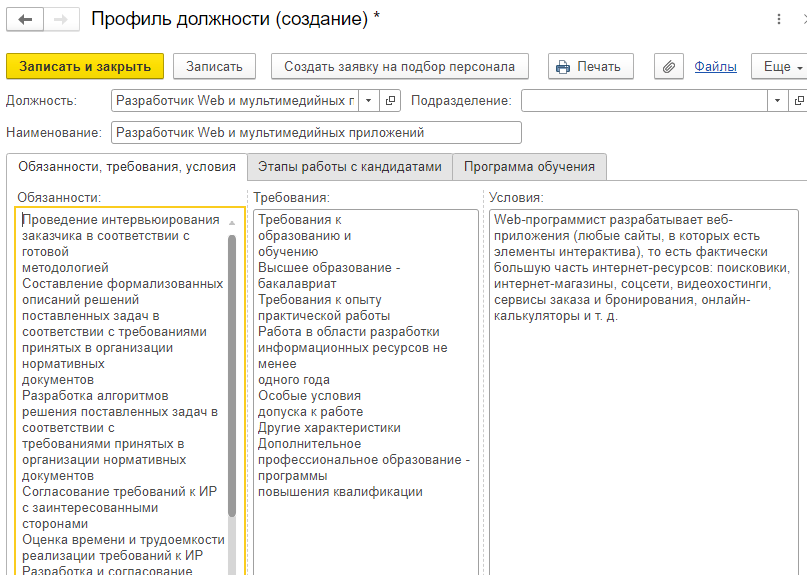 Профиль должности (создание) *
Записать и закрыть
Записать
Создать заявку на подбор персонала
Печать
Файлы
Еще
Должность:
Разработчик Web и мультимедийных п
Подразделение:
Наименование:
Разработчик Web и мультимедийных приложений
Обязанности, требования, условия
Этапы работы с кандидатами
Программа обучения
Обязанности:
Проведение интервьюирования
заказчика в соответствии с
готовой
методологией
Составление формализованных
описаний решений
поставленных задач в
соответствии с требованиями
принятых в организации
нормативных
документов
Разработка алгоритмов
решения поставленных задач в
соответствии с
требованиями принятых в
организации нормативных
документов
Согласование требований к ИР
с заинтересованными
сторонами
Оценка времени и трудоемкости
реализации требований к ИР
Разработка и согласование
Требования:
Требования к
образованию и
обучению
Высшее образование -
бакалавриат
Требования к опыту
практической работы
Работа в области разработки
информационных ресурсов не
менее
одного года
Особые условия
допуска к работе
Другие характеристики
Дополнительное
профессиональное образование -
программы
повышения квалификации
Условия:
Web-программист разрабатывает веб-
приложения (любые сайты, в которых есть
элементы интерактива), то есть фактически
большую часть интернет-ресурсов: поисковики,
интернет-магазины, соцсети, видеохостинги,
сервисы заказа и бронирования, онлайн-
калькуляторы и т. д.